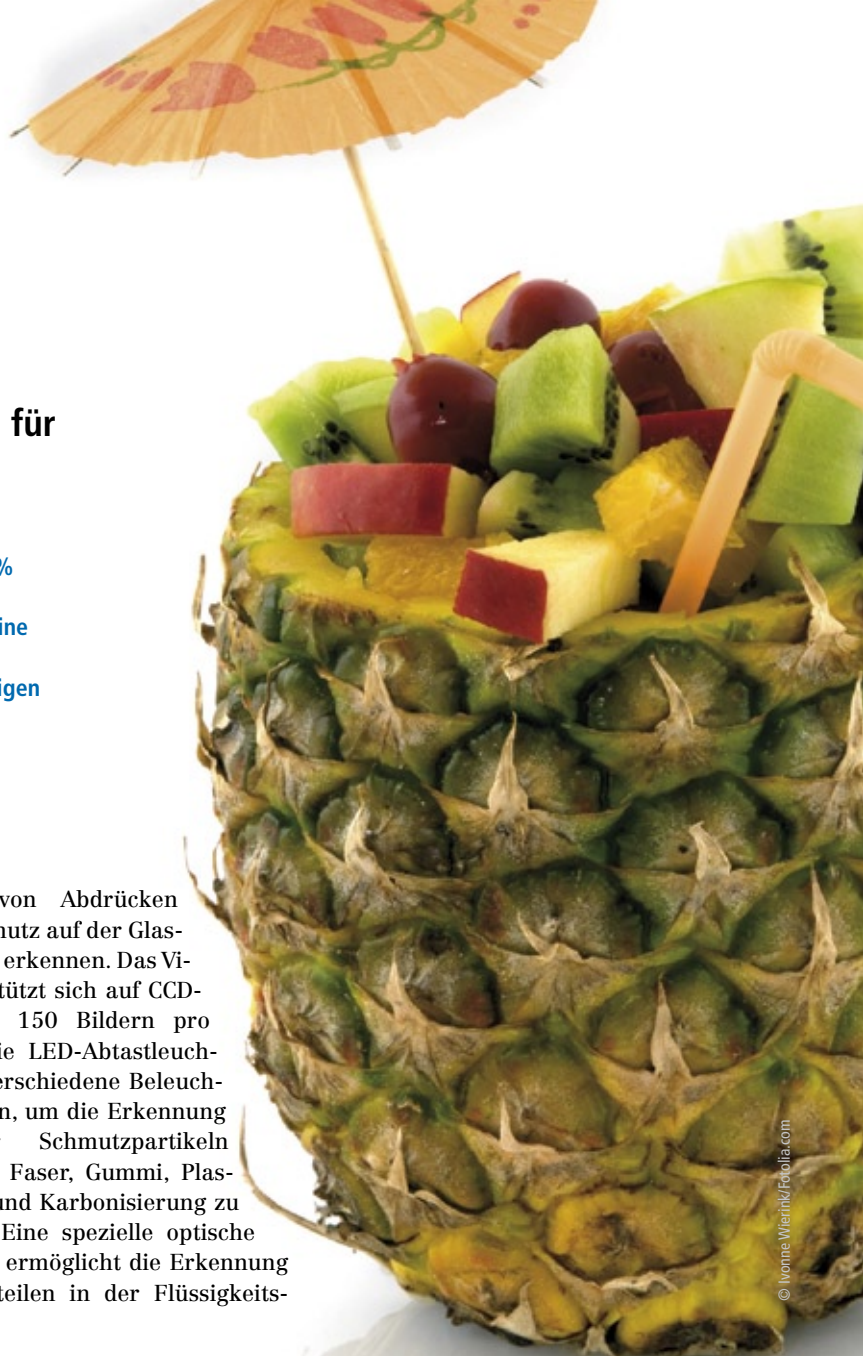 für
%
ine
igen
von Abdrücken
nutz auf der Glas-
erkennen. Das Vi-
tützt sich auf CCD-
150 Bildern pro
ie LED-Abtastleuch-
erschiedene Beleuch-
n, um die Erkennung
Schmutzpartikeln
Faser, Gummi, Plas-
und Karbonisierung zu
Eine spezielle optische
ermöglicht die Erkennung
teilen in der Flüssigkeits-
© Ivonne Wierink/Fotolia.com